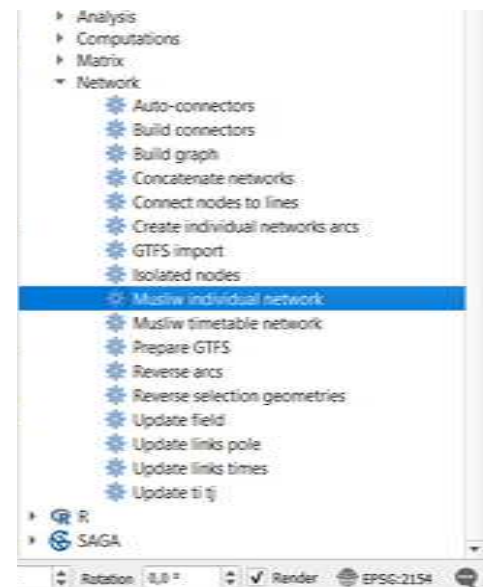 Analysis
Computations
Matrix
Network
Auto-connectors
Build connectors
Build graph
Concatenate networks
Connect nodes to lines
Create individual networks arcs
GTFS import
Isolated nodes
Musliw individual network
Musliw timetable network
Prepare GTFS
Reverse arcs
Reverse selection geometries
Update field
Update links pole
Update links times
Update ti tj
R
SAGA
Rotation 0,0 ° Render EPSG:2154